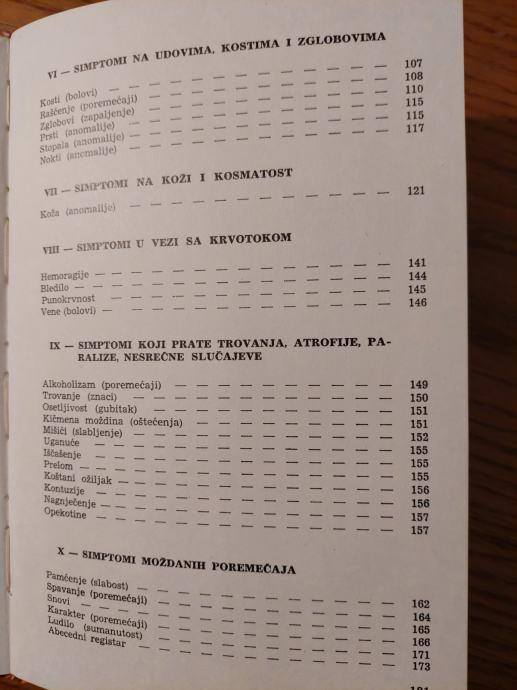 VI — SIMPTOMI NA UDOVIMA, KOSTIMA I ZGLOBOVIMA
Kosti (bolovi) — — — — — — — — — — — 107
Rašćenje (poremećaji) — — — — — — — — — 108
Zglobovi (zapaljenje) — — — — — — — — — 110
Prsti (anomalije) — — — — — — — — — — 115
Stopala (anomalije) — — — — — — — — — — 115
Nokti (anomalije) — — — — — — — — — — 117
VII — SIMPTOMI NA KOŽI I KOSMATOST
Koža (anomalije) — — — — — — — — — — 121
VIII — SIMPTOMI U VEZI SA KRVOTOKOM
Hemoragije — — — — — — — — — — — 141
Bledilo — — — — — — — — — — — — 144
Punokrvnost — — — — — — — — — — — 145
Vene (bolovi) — — — — — — — — — — — 146
IX — SIMPTOMI KOJI PRATE TROVANJA, ATROFIJE, PA-
RALIZE, NESREĆNE SLUČAJEVE
Alkoholizam (poremećaji) — — — — — — — — 149
Trovanje (znaci) — — — — — — — — — — 150
Osetljivost (gubitak) — — — — — — — — — 151
Kičmena moždina (oštećenja) — — — — — — — 151
Mišići (slabljenje) — — — — — — — — — — 152
Uganuće — — — — — — — — — — — — 155
Iščašenje — — — — — — — — — — — — 155
Prelom — — — — — — — — — — — — 155
Koštani ožiljak — — — — — — — — — — 156
Kontuzije — — — — — — — — — — — 156
Nagnječenje — — — — — — — — — — — 157
Opekotine — — — — — — — — — — — 157
X — SIMPTOMI MOŽDANIH POREMEĆAJA
Pamćenje (slabost) — — — — — — — — — 162
Spavanje (poremećaji) — — — — — — — — — 164
Snovi — — — — — — — — — — — — 165
Karakter (poremećaji) — — — — — — — — — 166
Ludilo (sumanutost) — — — — — — — — — 171
Abecedni registar — — — — — — — — — — 173